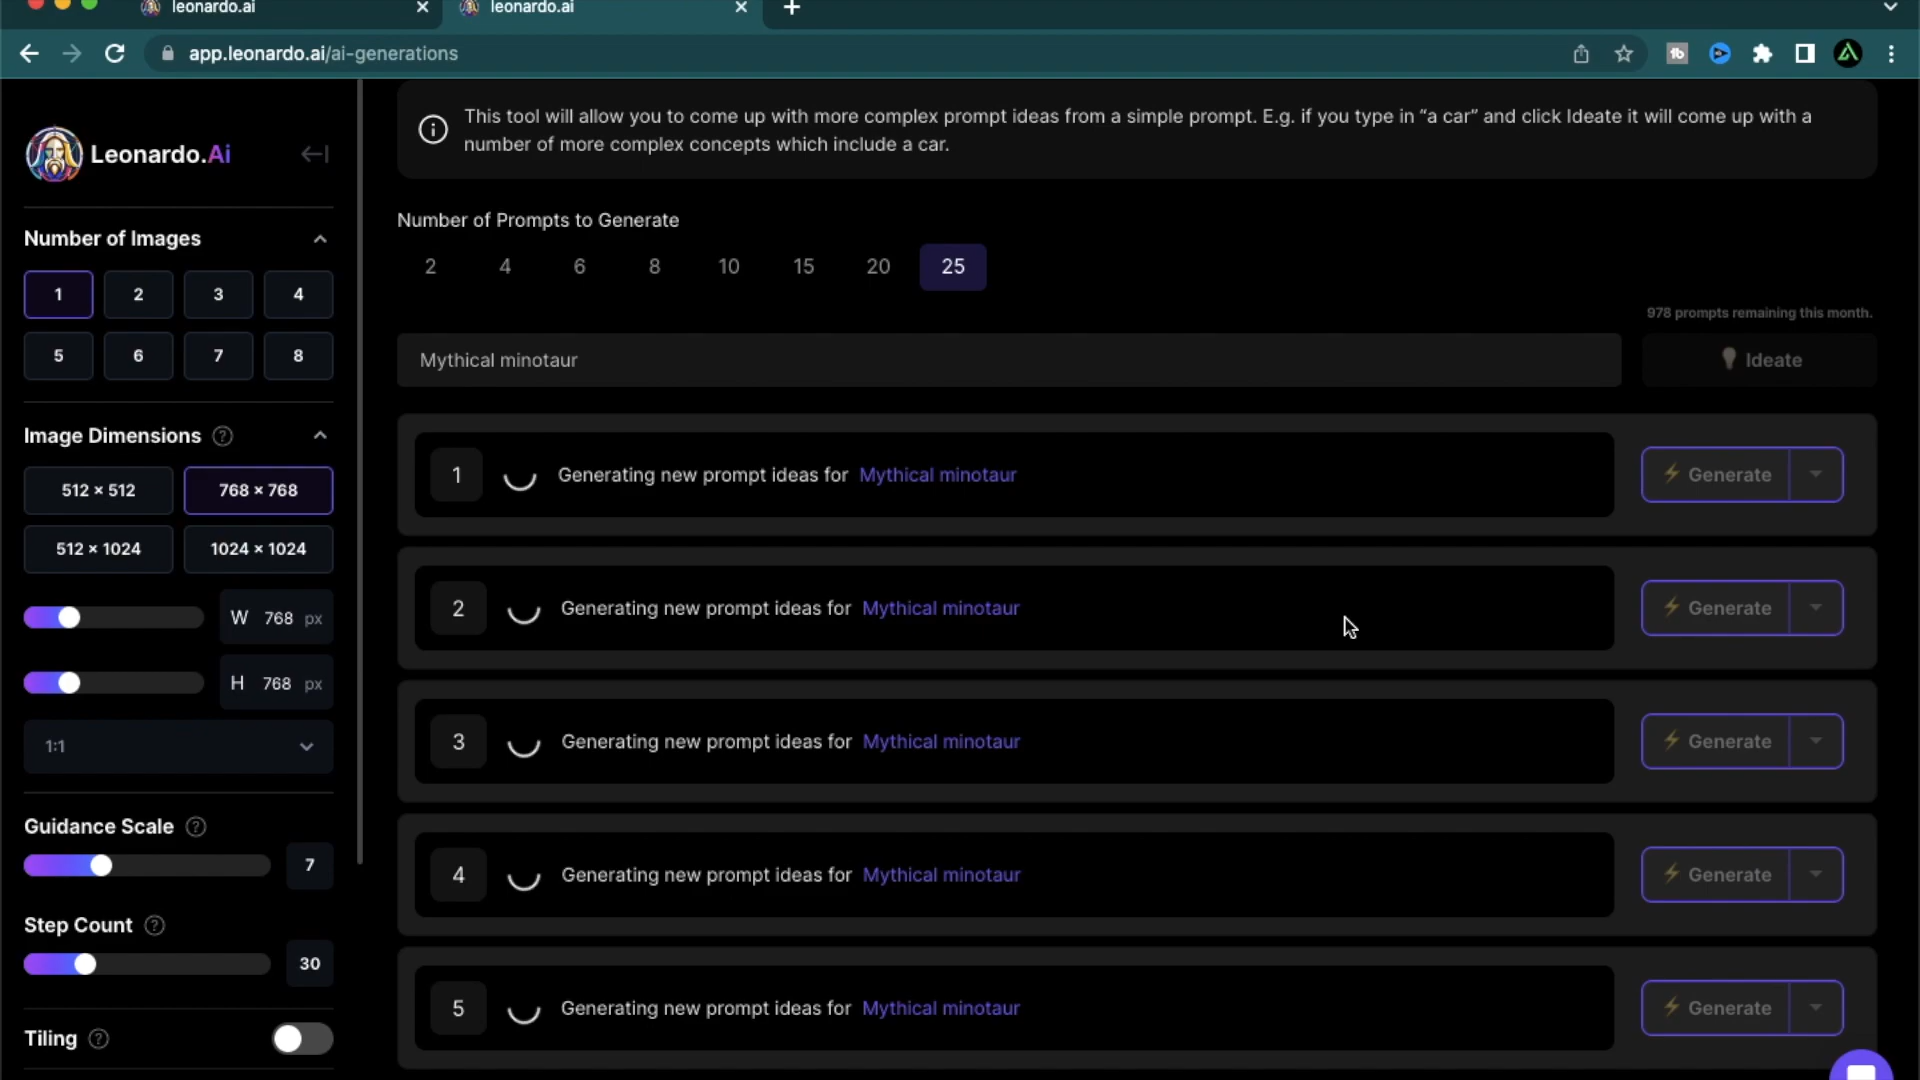 leonardo.ai
leonardo.ai
app.leonardo.ai/ai-generations
This tool will allow you to come up with more complex prompt ideas from a simple prompt. E.g. if you type in “a car” and click Ideate it will come up with a
number of more complex concepts which include a car.
Leonardo.Ai
Number of Images
1 2 3 4
5 6 7 8
Image Dimensions ?
512 × 512 768 × 768
512 × 1024 1024 × 1024
W 768 px
H 768 px
1:1
Guidance Scale ?
7
Step Count ?
30
Tiling ?
Number of Prompts to Generate
2 4 6 8 10 15 20 25
978 prompts remaining this month.
Mythical minotaur
Ideate
1 Generating new prompt ideas for Mythical minotaur Generate
2 Generating new prompt ideas for Mythical minotaur Generate
3 Generating new prompt ideas for Mythical minotaur Generate
4 Generating new prompt ideas for Mythical minotaur Generate
5 Generating new prompt ideas for Mythical minotaur Generate